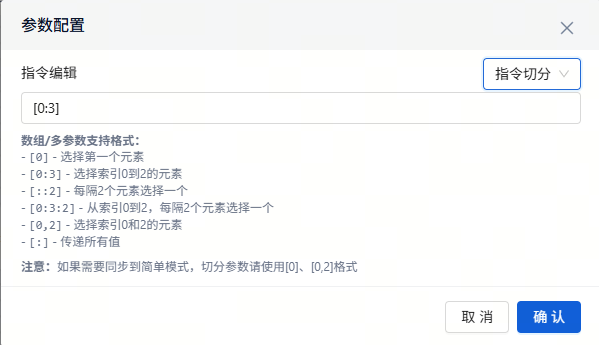 参数配置
指令编辑
指令切分
[0:3]
数组/多参数支持格式：
- [0] - 选择第一个元素
- [0:3] - 选择索引0到2的元素
- [::2] - 每隔2个元素选择一个
- [0:3:2] - 从索引0到2，每隔2个元素选择一个
- [0,2] - 选择索引0和2的元素
- [:] - 传递所有值
注意：如果需要同步到简单模式，切分参数请使用[0]、[0,2]格式
取 消
确 认